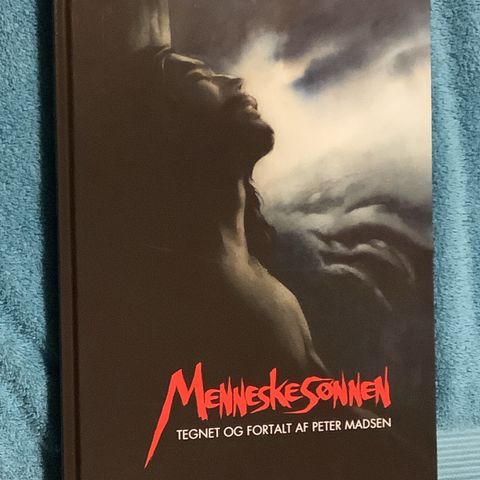 MENNESKESØNNEN
TEGNET OG FORTALT AF PETER MADSEN